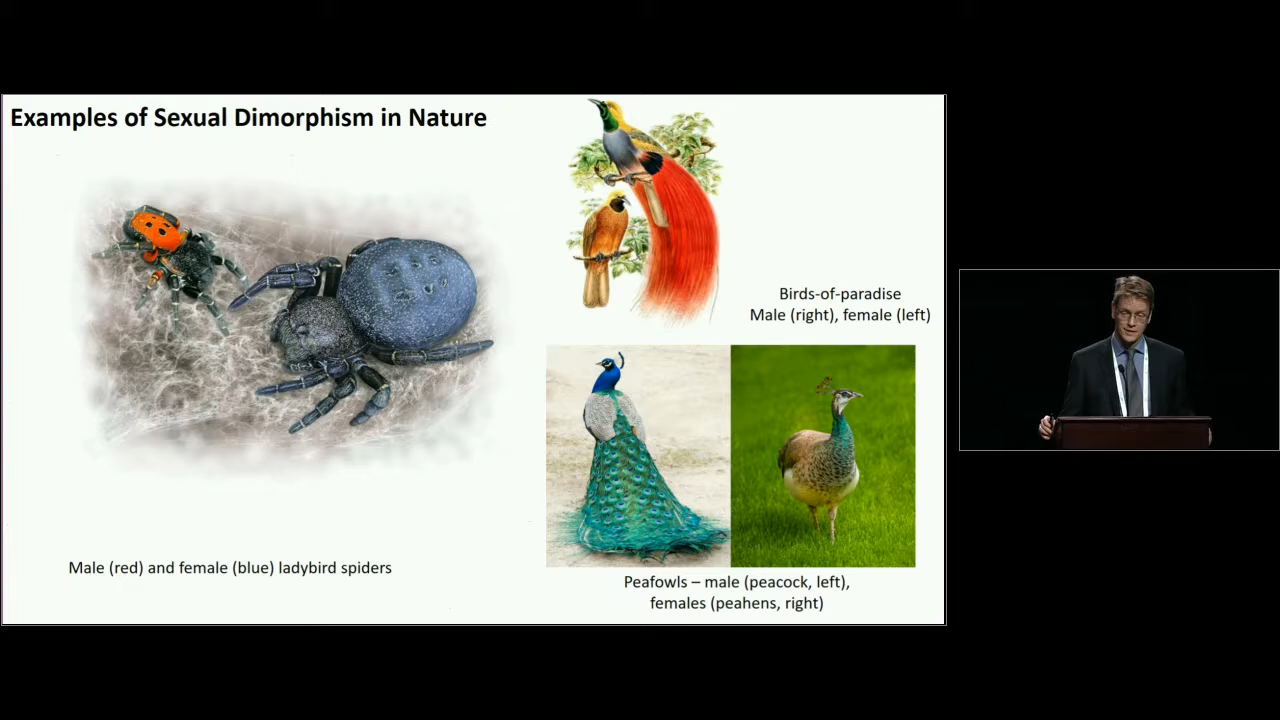 Examples of Sexual Dimorphism in Nature
Birds-of-paradise
Male (right), female (left)
Male (red) and female (blue) ladybird spiders
Peafowls – male (peacock, left),
females (peahens, right)